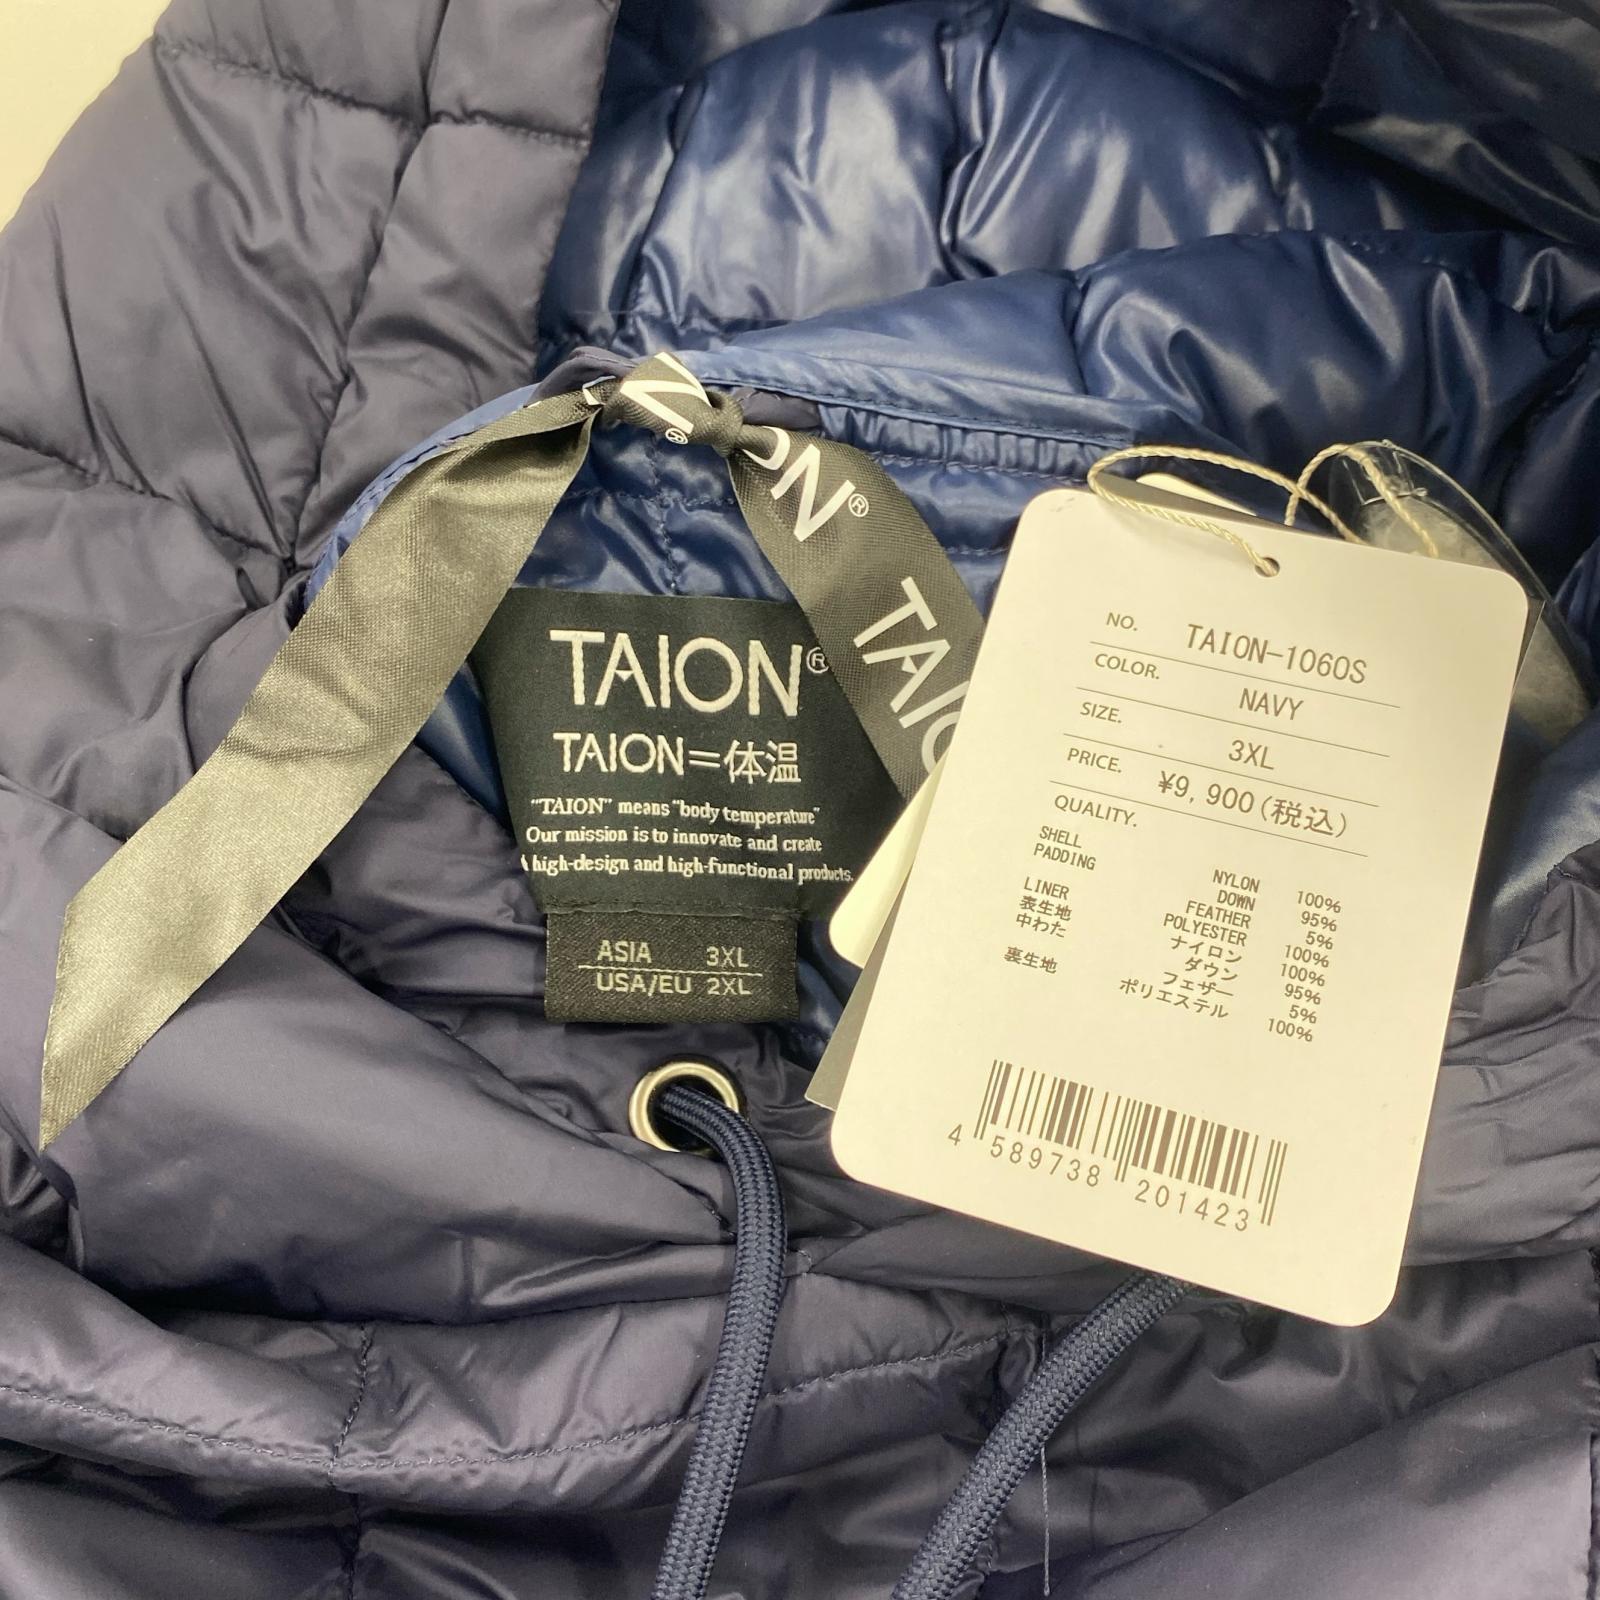 N®
ON®
TAIO
TAION®
TAION=体温
"TAION" means "body temperature"
Our mission is to innovate and create
high-design and high-functional products.
ASIA 3XL
USA/EU 2XL
NO. TAION-1060S
COLOR. NAVY
SIZE. 3XL
PRICE. ¥9,900(税込)
QUALITY.
SHELL NYLON 100%
PADDING DOWN 95%
FEATHER 5%
LINER POLYESTER 100%
表生地 ナイロン 100%
中わた ダウン 95%
フェザー 5%
裏生地 ポリエステル 100%
4 589738 201423